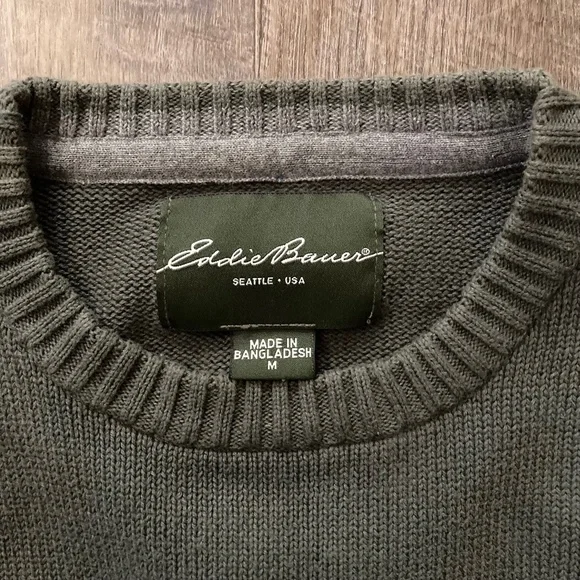 Eddie Bauer®
SEATTLE • USA
MADE IN
BANGLADESH
M